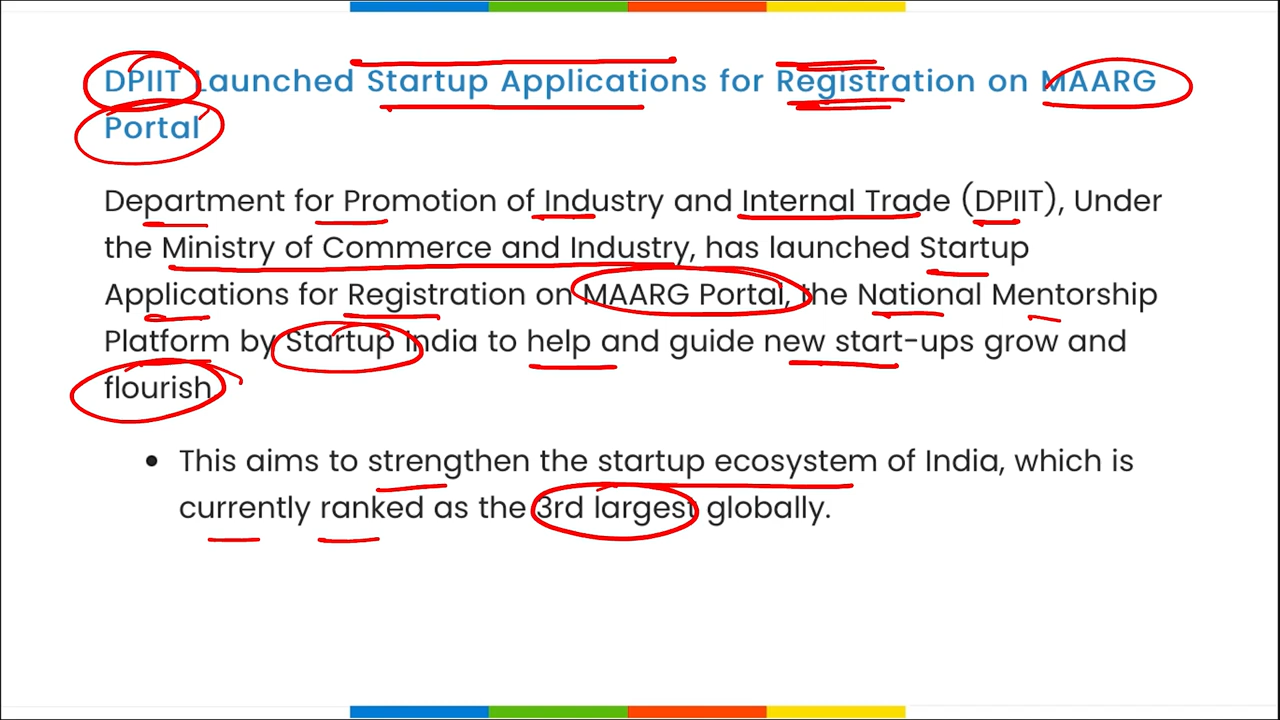 DPIIT Launched Startup Applications for Registration on MAARG
Portal
Department for Promotion of Industry and Internal Trade (DPIIT), Under
the Ministry of Commerce and Industry, has launched Startup
Applications for Registration on MAARG Portal, the National Mentorship
Platform by Startup India to help and guide new start-ups grow and
flourish.
• This aims to strengthen the startup ecosystem of India, which is
currently ranked as the 3rd largest globally.